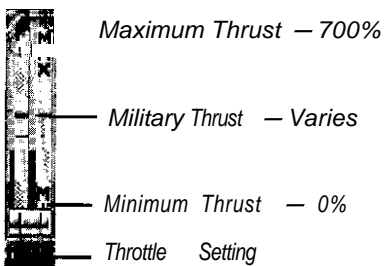 M Maximum Thrust — 700%
X
Military Thrust — Varies
M
Minimum Thrust — 0%
Throttle Setting